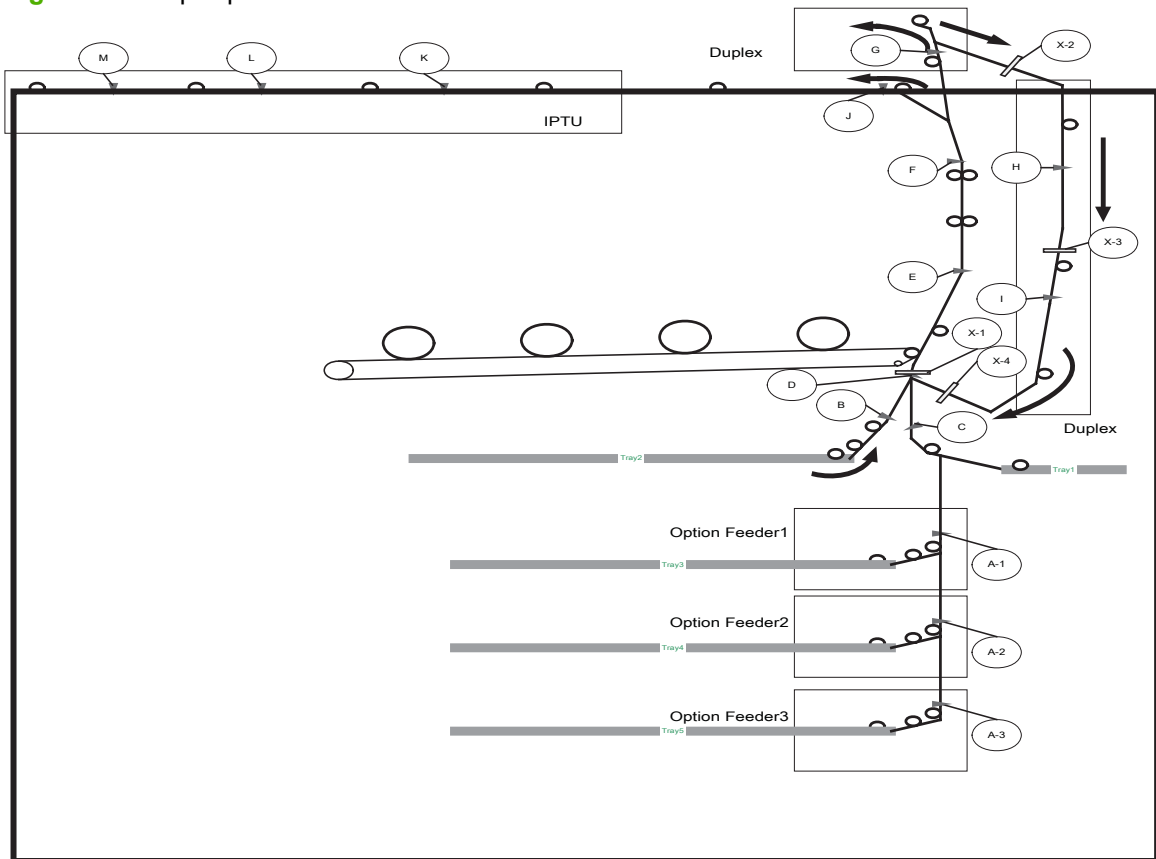 Duplex
G
X-2
M
L
K
J
IPTU
F
H
X-3
E
I
X-1
X-4
D
B
C
Duplex
Tray2
Tray1
Option Feeder1
Tray3
A-1
Option Feeder2
Tray4
A-2
Option Feeder3
Tray5
A-3